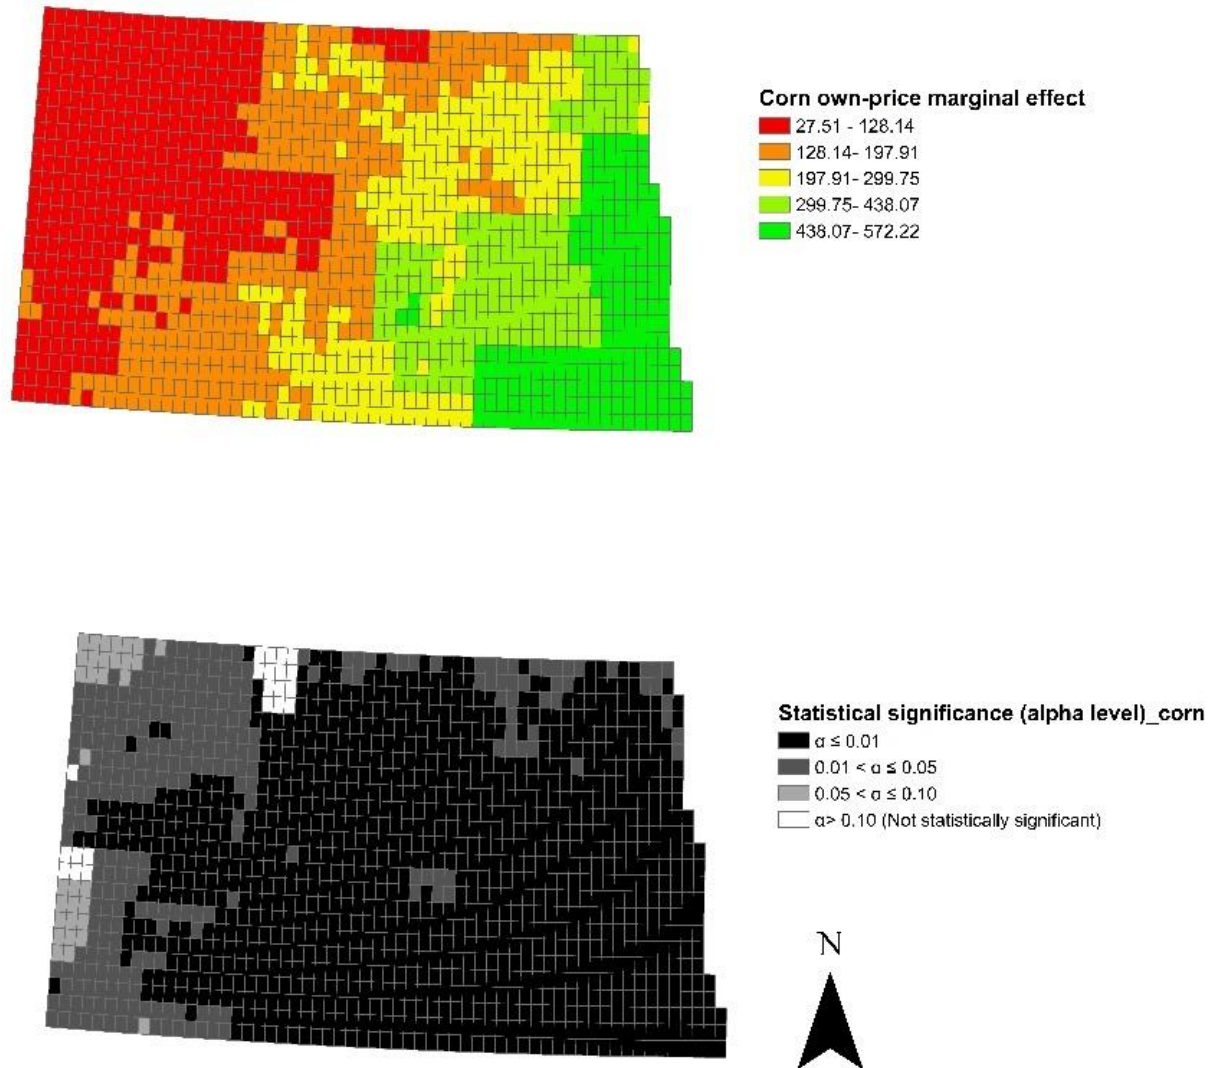 Corn own-price marginal effect
27.51 - 128.14
128.14- 197.91
197.91- 299.75
299.75- 438.07
438.07- 572.22
Statistical significance (alpha level)_corn
α ≤ 0.01
0.01 < α ≤ 0.05
0.05 < α ≤ 0.10
α> 0.10 (Not statistically significant)
N